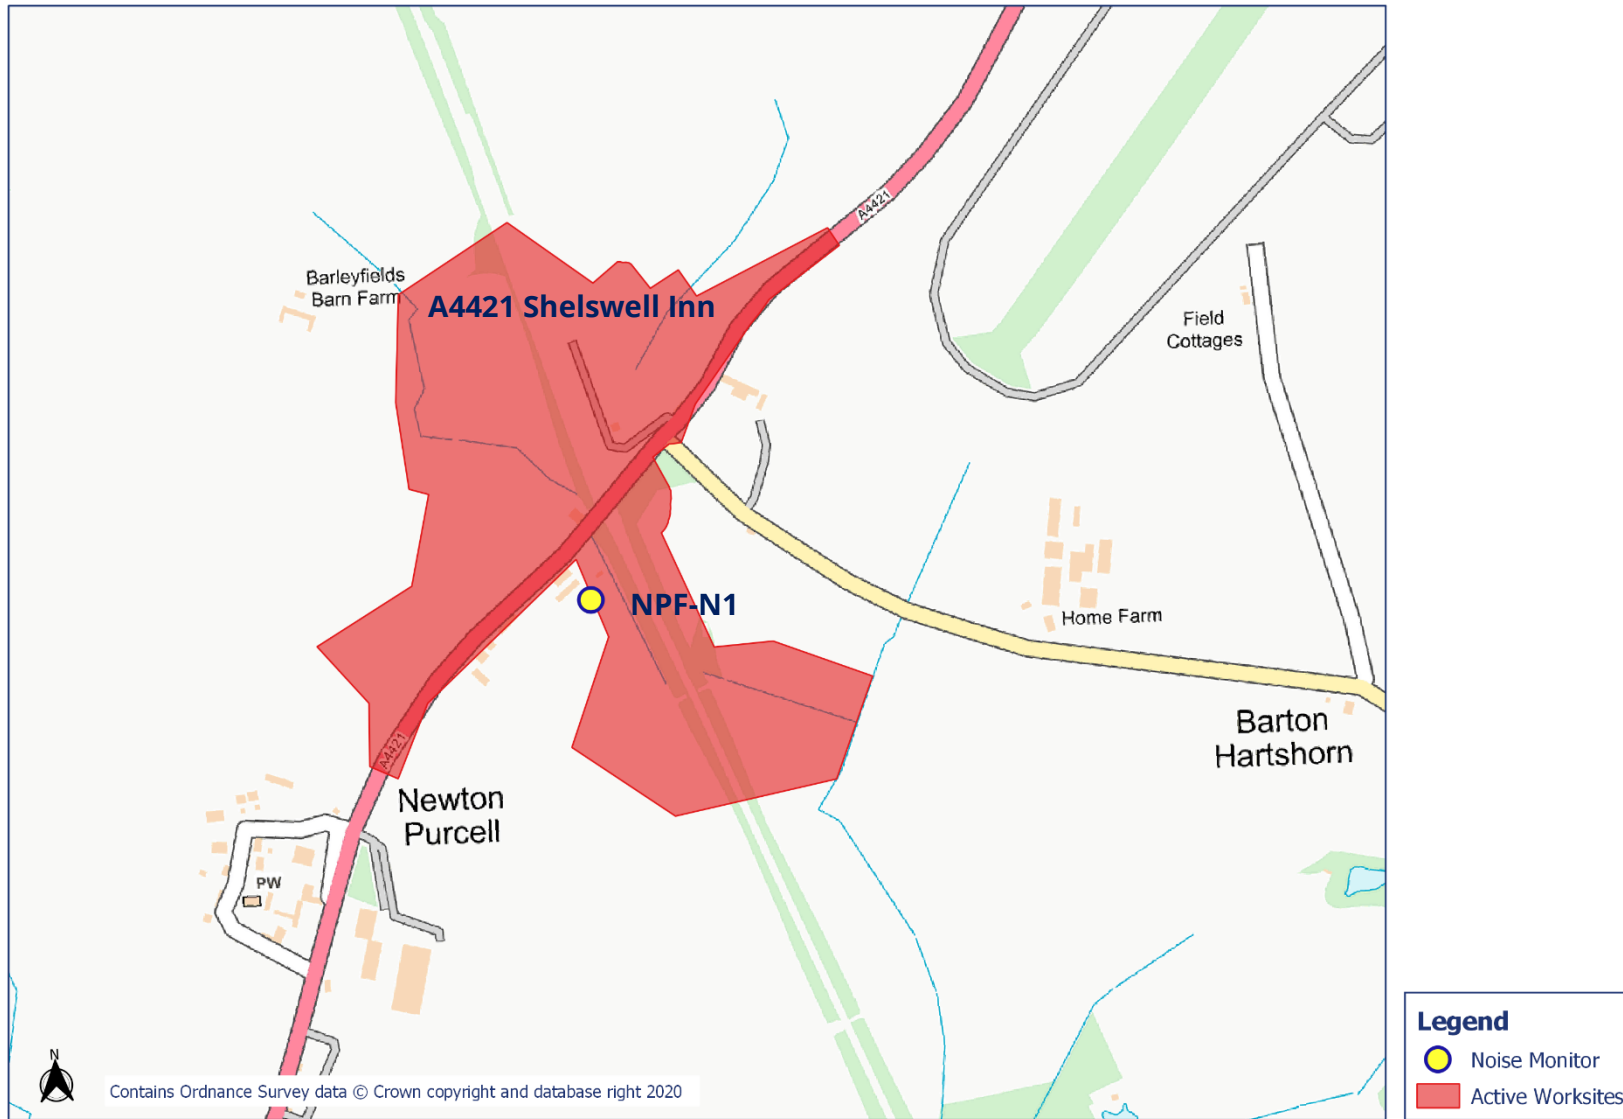 A4421
Barleyfields
Barn Farm
A4421 Shelswell Inn
Field
Cottages
NPF-N1
Home Farm
Barton
Hartshorn
A4421
Newton
Purcell
PW
N
Contains Ordnance Survey data © Crown copyright and database right 2020
Legend
Noise Monitor
Active Worksites